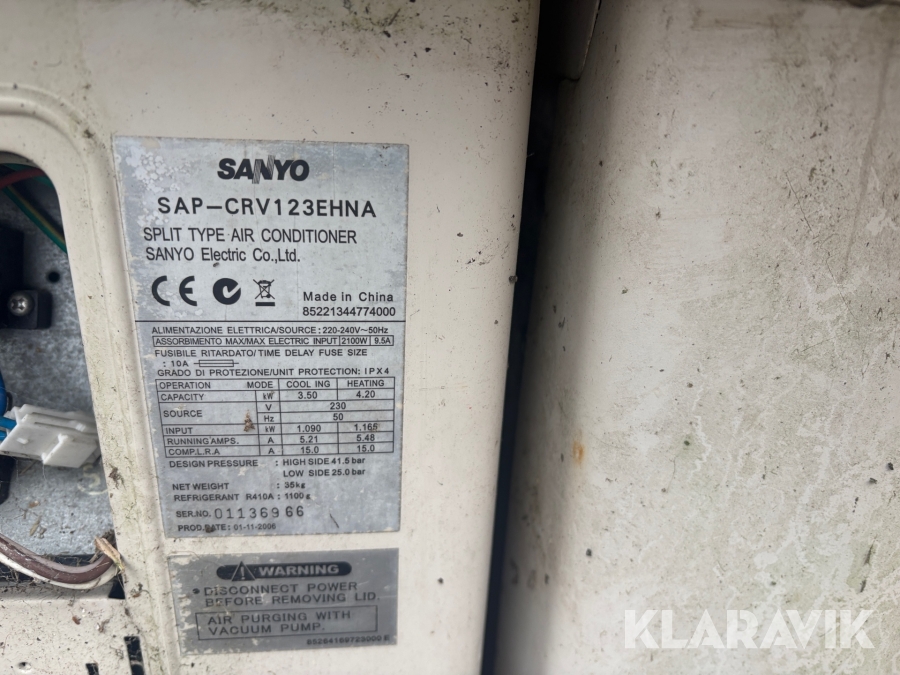 SANYO
SAP-CRV123EHNA
SPLIT TYPE AIR CONDITIONER
SANYO Electric Co.,Ltd.
CE
Made in China
85221344774000
ALIMENTAZIONE ELETTRICA/SOURCE : 220-240V~50Hz
ASSORBIMENTO MAX/MAX ELECTRIC INPUT 2100W 9.5A
FUSIBILE RITARDATO/TIME DELAY FUSE SIZE
: 10A
GRADO DI PROTEZIONE/UNIT PROTECTION: IPX4
OPERATION MODE COOL ING HEATING
CAPACITY kW 3.50 4.20
SOURCE V 230
Hz 50
INPUT kW 1.090 1.165
RUNNING AMPS. A 5.21 5.48
COMP.L.R.A A 15.0 15.0
DESIGN PRESSURE : HIGH SIDE 41.5 bar
LOW SIDE 25.0 bar
NET WEIGHT : 35kg
REFRIGERANT R410A : 1100g
SER.NO. 01136966
PROD.DATE: 01-11-2006
WARNING
DISCONNECT POWER
BEFORE REMOVING LID.
AIR PURGING WITH
VACUUM PUMP.
KLARAVIK